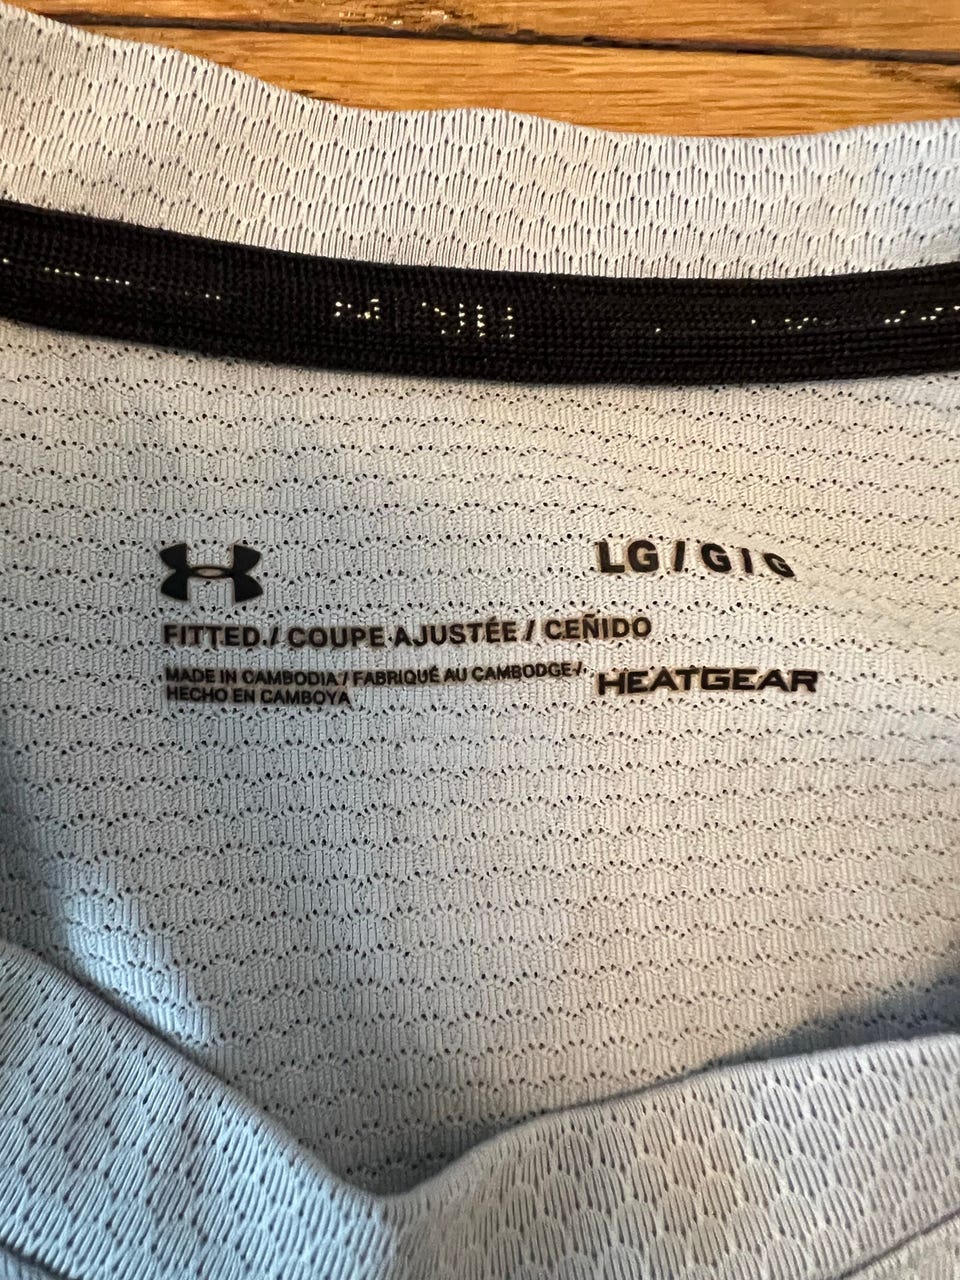 LG / G / G
FITTED / COUPE AJUSTÉE / CEÑIDO
MADE IN CAMBODIA / FABRIQUÉ AU CAMBODGE /
HECHO EN CAMBOYA
HEATGEAR